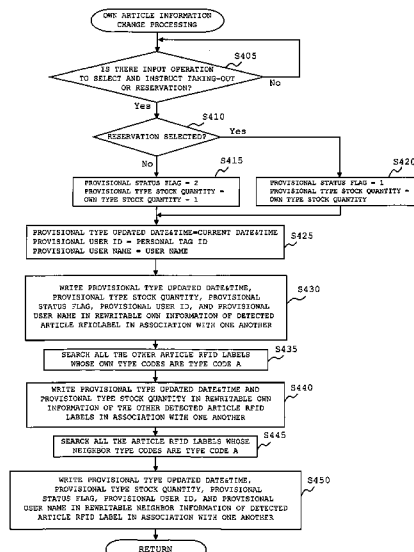 OWN ARTICLE INFORMATION
CHANGE PROCESSING
S405
IS THERE INPUT OPERATION
TO SELECT AND INSTRUCT TAKING-OUT
OR RESERVATION?
No
Yes
S410
RESERVATION SELECTED?
Yes
No
S415
PROVISIONAL STATUS FLAG = 2
PROVISIONAL TYPE STOCK QUANTITY =
OWN TYPE STOCK QUANTITY - 1
S420
PROVISIONAL STATUS FLAG = 1
PROVISIONAL TYPE STOCK QUANTITY =
OWN TYPE STOCK QUANTITY
S425
PROVISIONAL TYPE UPDATED DATE&TIME=CURRENT DATE&TIME
PROVISIONAL USER ID = PERSONAL TAG ID
PROVISIONAL USER NAME = USER NAME
S430
WRITE PROVISIONAL TYPE UPDATED DATE&TIME,
PROVISIONAL TYPE STOCK QUANTITY, PROVISIONAL
STATUS FLAG, PROVISIONAL USER ID, AND PROVISIONAL
USER NAME IN REWRITABLE OWN INFORMATION OF DETECTED
ARTICLE RFIDLABEL IN ASSOCIATION WITH ONE ANOTHER
S435
SEARCH ALL THE OTHER ARTICLE RFID LABELS
WHOSE OWN TYPE CODES ARE TYPE CODE A
S440
WRITE PROVISIONAL TYPE UPDATED DATE&TIME AND
PROVISIONAL TYPE STOCK QUANTITY IN REWRITABLE OWN
INFORMATION OF THE OTHER DETECTED ARTICLE RFID
LABELS IN ASSOCIATION WITH ONE ANOTHER
S445
SEARCH ALL THE ARTICLE RFID LABELS WHOSE
NEIGHBOR TYPE CODES ARE TYPE CODE A
S450
WRITE PROVISIONAL TYPE UPDATED DATE&TIME,
PROVISIONAL TYPE STOCK QUANTITY, PROVISIONAL
STATUS FLAG, PROVISIONAL USER ID, AND PROVISIONAL
USER NAME IN REWRITABLE NEIGHBOR INFORMATION OF DETECTED
ARTICLE RFID LABEL IN ASSOCIATION WITH ONE ANOTHER
RETURN